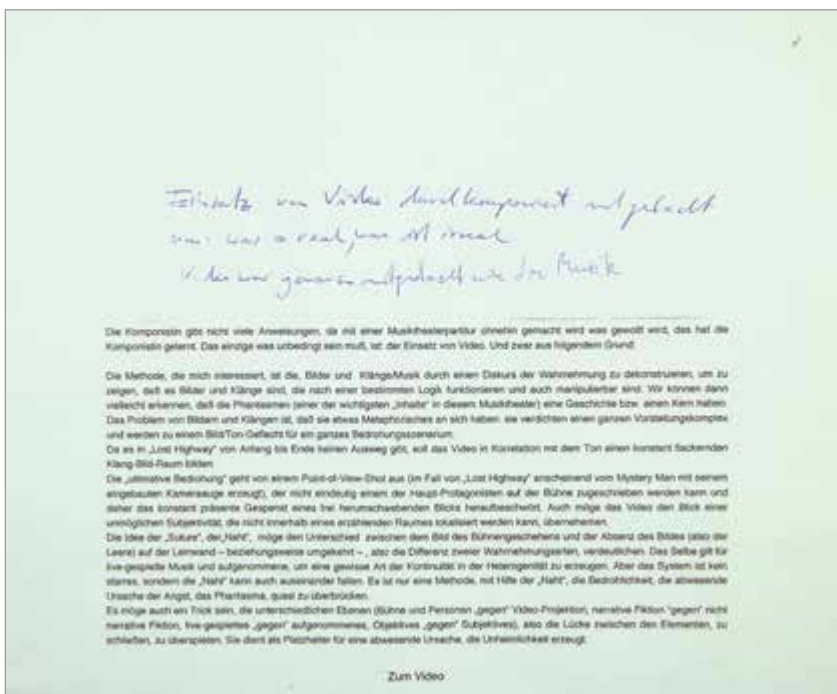 Einsatz von Video durchkomponiert mitgedacht
was real, was ist irreal
Video war genauso mitgedacht wie die Musik
Die Komponistin gibt nicht viele Anweisungen, da mit einer Musiktheaterpartitur ohnehin gemacht wird was gewollt wird, das hat die
Komponistin gelernt. Das einzige was unbedingt sein muß, ist der Einsatz von Video. Und zwar aus folgendem Grund:
Die Methode, die mich interessiert, ist die, Bilder und Klänge/Musik durch einen Diskurs der Wahrnehmung zu dekonstruieren, um zu
zeigen, daß es Bilder und Klänge sind, die nach einer bestimmten Logik funktionieren und auch manipulierbar sind. Wir können dann
vielleicht erkennen, daß die Phantasmen (einer der wichtigsten „Inhalte" in diesem Musiktheater) eine Geschichte bzw. einen Kern haben.
Das Problem von Bildern und Klängen ist, daß sie etwas Metaphorisches an sich haben: sie verdichten einen ganzen Vorstellungskomplex
und werden zu einem Bild/Ton-Geflecht für ein ganzes Bedrohungsszenarium.
Da es in „Lost Highway" von Anfang bis Ende keinen Ausweg gibt, soll das Video in Korrelation mit dem Ton einen konstant flackernden
Klang-Bild-Raum bilden.
Die „ultimative Bedrohung" geht von einem Point-of-View-Shot aus (im Fall von „Lost Highway" anscheinend vom Mystery Man mit seinem
eingebauten Kameraauge erzeugt), der nicht eindeutig einem der Haupt-Protagonisten auf der Bühne zugeschrieben werden kann und
daher das konstant präsente Gespenst eines frei herumschwebenden Blicks heraufbeschwört. Auch möge das Video den Blick einer
unmöglichen Subjektivität, die nicht innerhalb eines erzählenden Raumes lokalisiert werden kann, übernehmen.
Die Idee der „Suture", der „Naht", möge den Unterschied zwischen dem Bild des Bühnengeschehens und der Absenz des Bildes (also der
Leere) auf der Leinwand – beziehungsweise umgekehrt – , also die Differenz zweier Wahrnehmungsarten, verdeutlichen. Das Selbe gilt für
live-gespielte Musik und aufgenommene, um eine gewisse Art der Kontinuität in der Heterogenität zu erzeugen. Aber das System ist kein
starres, sondern die „Naht" kann auch auseinander fallen. Es ist nur eine Methode, mit Hilfe der „Naht", die Bedrohlichkeit, die abwesende
Ursache der Angst, das Phantasma, quasi zu überbrücken.
Es möge auch ein Trick sein, die unterschiedlichen Ebenen (Bühne und Personen „gegen" Video-Projektion, narrative Fiktion "gegen" nicht
narrative Fiktion, live-gespieltes „gegen" aufgenommenes, Objektives „gegen" Subjektives), also die Lücke zwischen den Elementen, zu
schließen, zu überspielen. Sie dient als Platzhalter für eine abwesende Ursache, die Unheimlichkeit erzeugt.
Zum Video